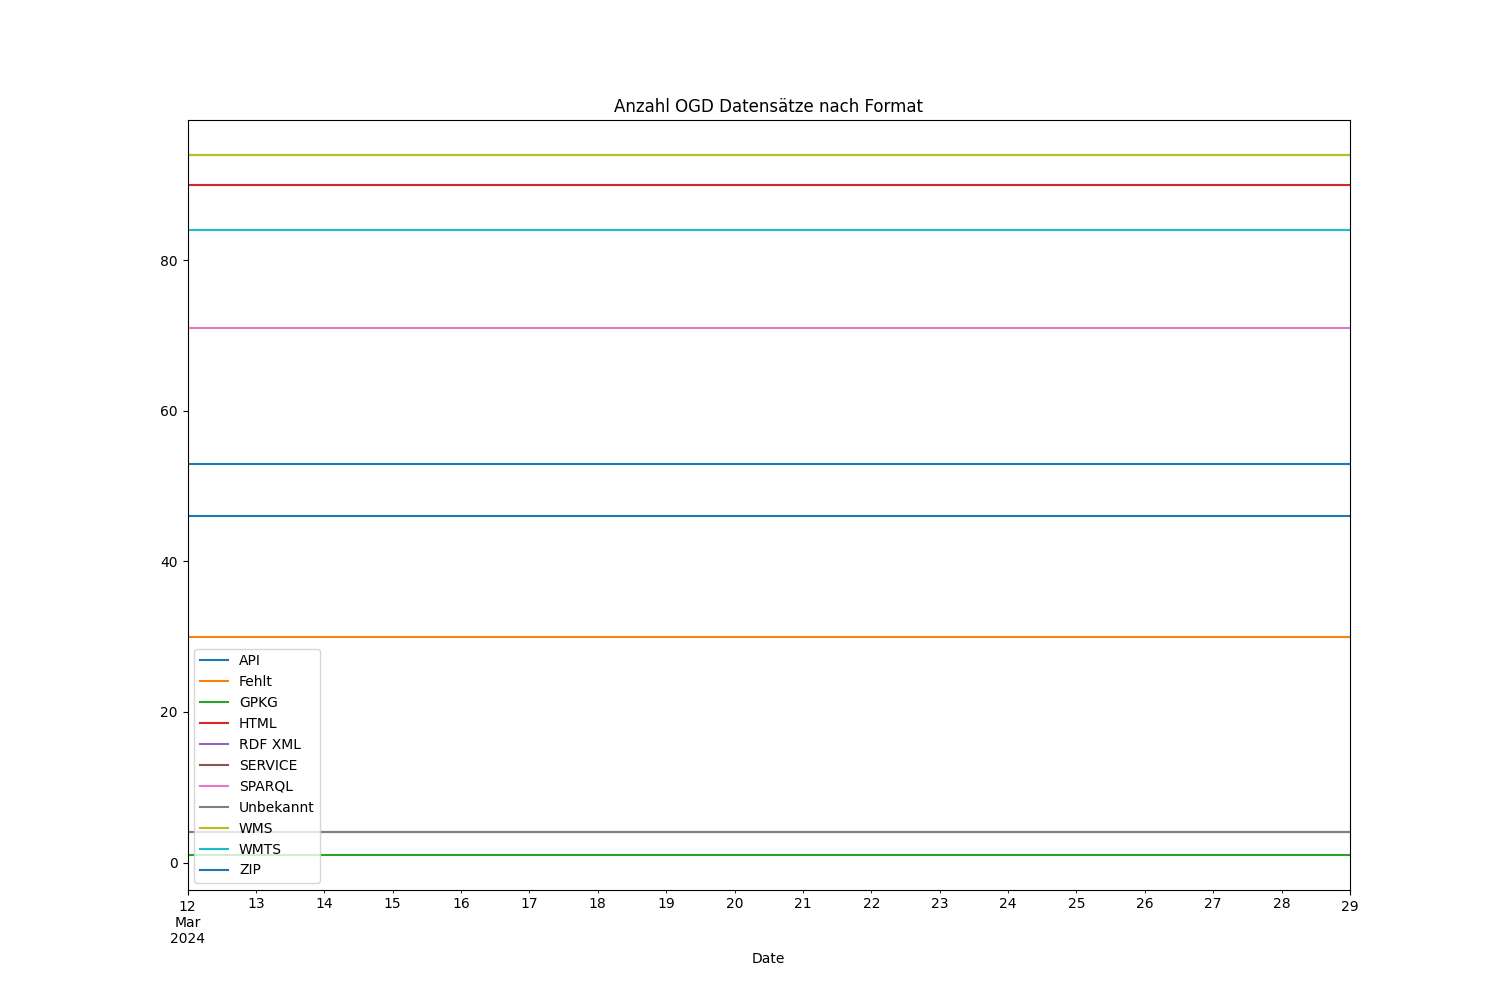 Anzahl OGD Datensätze nach Format
80
60
40
20
0
API
Fehlt
GPKG
HTML
RDF XML
SERVICE
SPARQL
Unbekannt
WMS
WMTS
ZIP
12 13 14 15 16 17 18 19 20 21 22 23 24 25 26 27 28 29
Mar
2024
Date